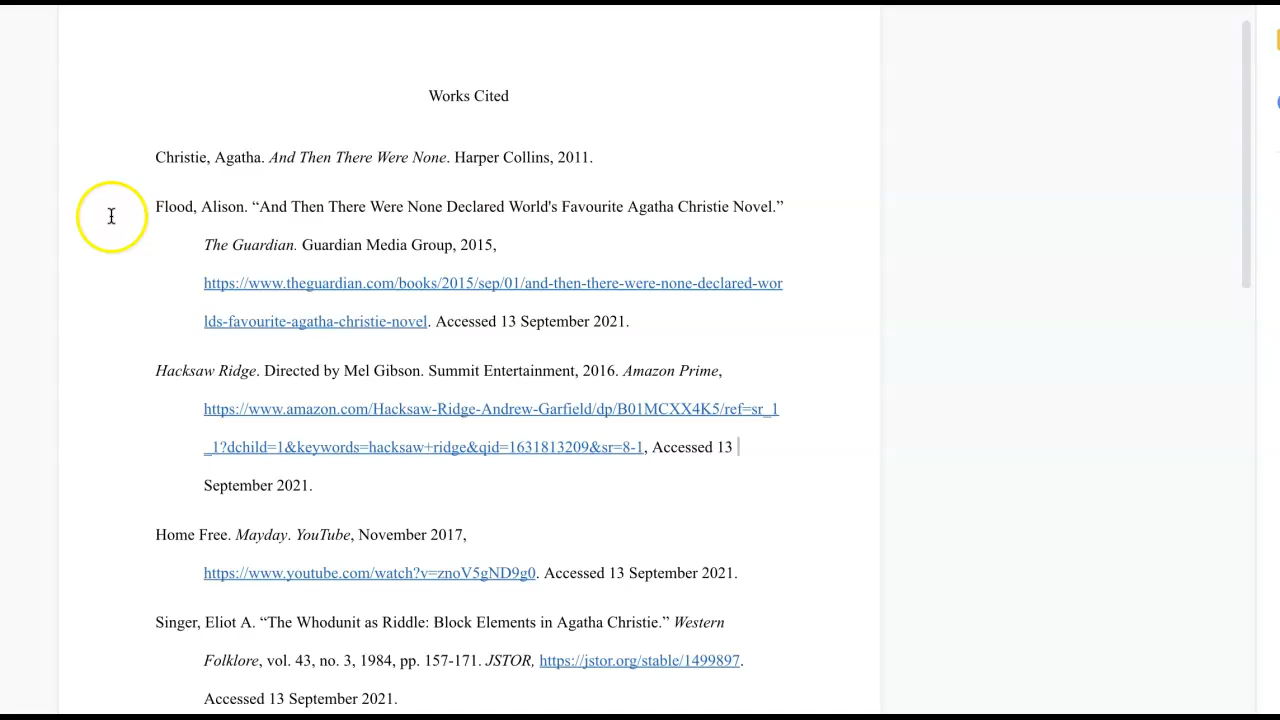 Works Cited
Christie, Agatha. And Then There Were None. Harper Collins, 2011.
Flood, Alison. “And Then There Were None Declared World's Favourite Agatha Christie Novel.”
The Guardian. Guardian Media Group, 2015,
https://www.theguardian.com/books/2015/sep/01/and-then-there-were-none-declared-wor
lds-favourite-agatha-christie-novel. Accessed 13 September 2021.
Hacksaw Ridge. Directed by Mel Gibson. Summit Entertainment, 2016. Amazon Prime,
https://www.amazon.com/Hacksaw-Ridge-Andrew-Garfield/dp/B01MCXX4K5/ref=sr_1
_1?dchild=1&keywords=hacksaw+ridge&qid=1631813209&sr=8-1, Accessed 13
September 2021.
Home Free. Mayday. YouTube, November 2017,
https://www.youtube.com/watch?v=znoV5gND9g0. Accessed 13 September 2021.
Singer, Eliot A. “The Whodunit as Riddle: Block Elements in Agatha Christie.” Western
Folklore, vol. 43, no. 3, 1984, pp. 157-171. JSTOR, https://jstor.org/stable/1499897.
Accessed 13 September 2021.